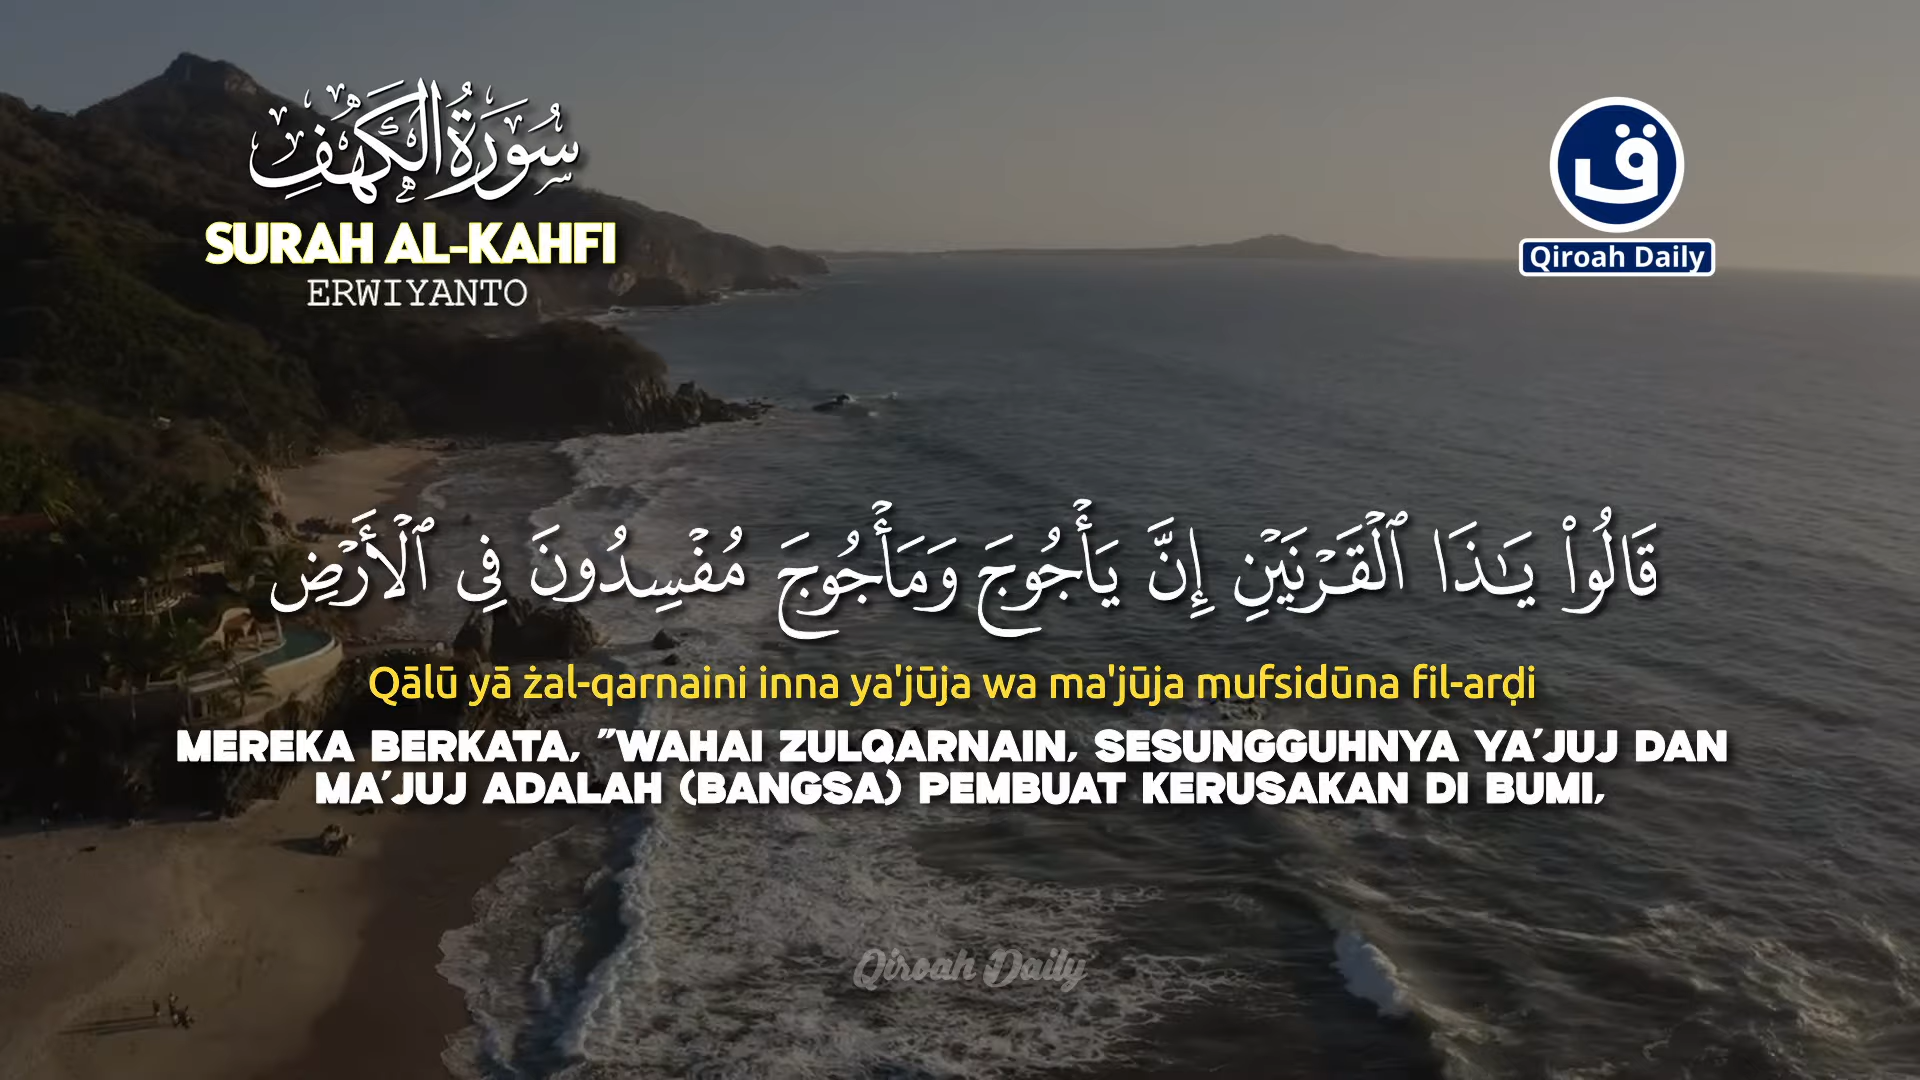 سُورَةُ الكَهْفِ
SURAH AL-KAHFI
ERWIYANTO
ق
Qiroah Daily
قَالُوا۟ يَـٰذَا ٱلْقَرْنَيْنِ إِنَّ يَأْجُوجَ وَمَأْجُوجَ مُفْسِدُونَ فِى ٱلْأَرْضِ
Qālū yā żal-qarnaini inna ya'jūja wa ma'jūja mufsidūna fil-arḍi
MEREKA BERKATA, "WAHAI ZULQARNAIN, SESUNGGUHNYA YA'JUJ DAN
MA'JUJ ADALAH (BANGSA) PEMBUAT KERUSAKAN DI BUMI,
Qiroah Daily